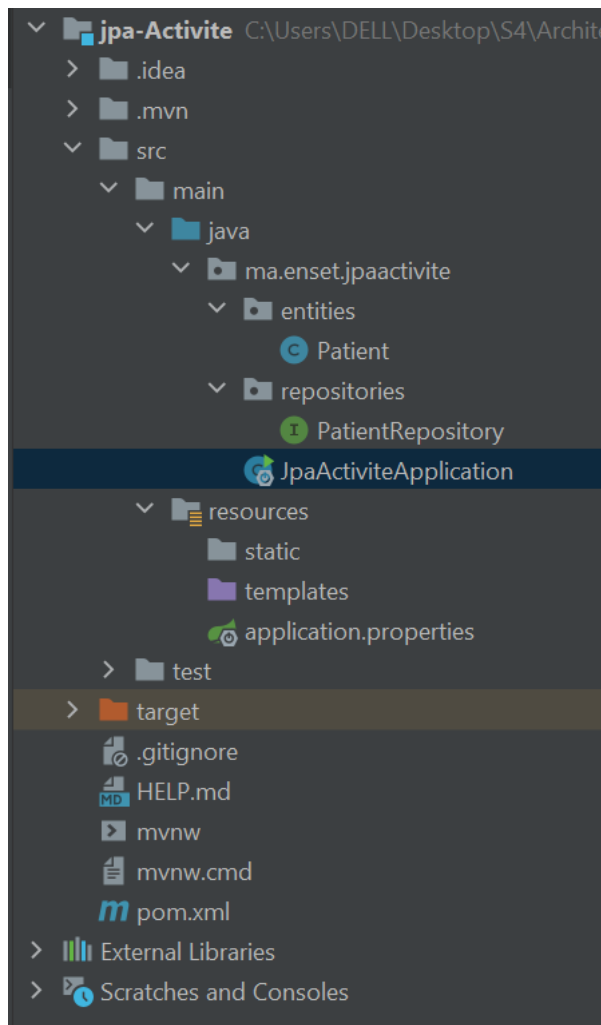 jpa-Activite C:\Users\DELL\Desktop\S4\Archite
.idea
.mvn
src
main
java
ma.enset.jpaactivite
entities
C Patient
repositories
I PatientRepository
JpaActiviteApplication
resources
static
templates
application.properties
test
target
.gitignore
MD HELP.md
mvnw
mvnw.cmd
m pom.xml
External Libraries
Scratches and Consoles